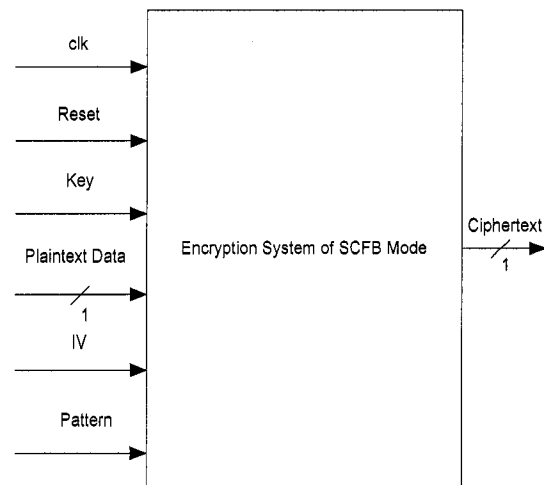 clk
Reset
Key
Plaintext Data
1
IV
Pattern
Encryption System of SCFB Mode
Ciphertext
1